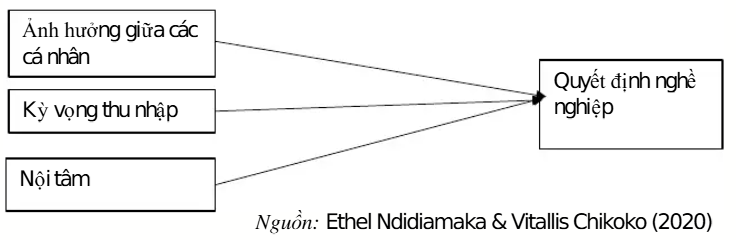 Ảnh hưởng giữa các
cá nhân
Kỳ vọng thu nhập
Nội tâm
Quyết định nghề
nghiệp
Nguồn: Ethel Ndidiamaka & Vitallis Chikoko (2020)